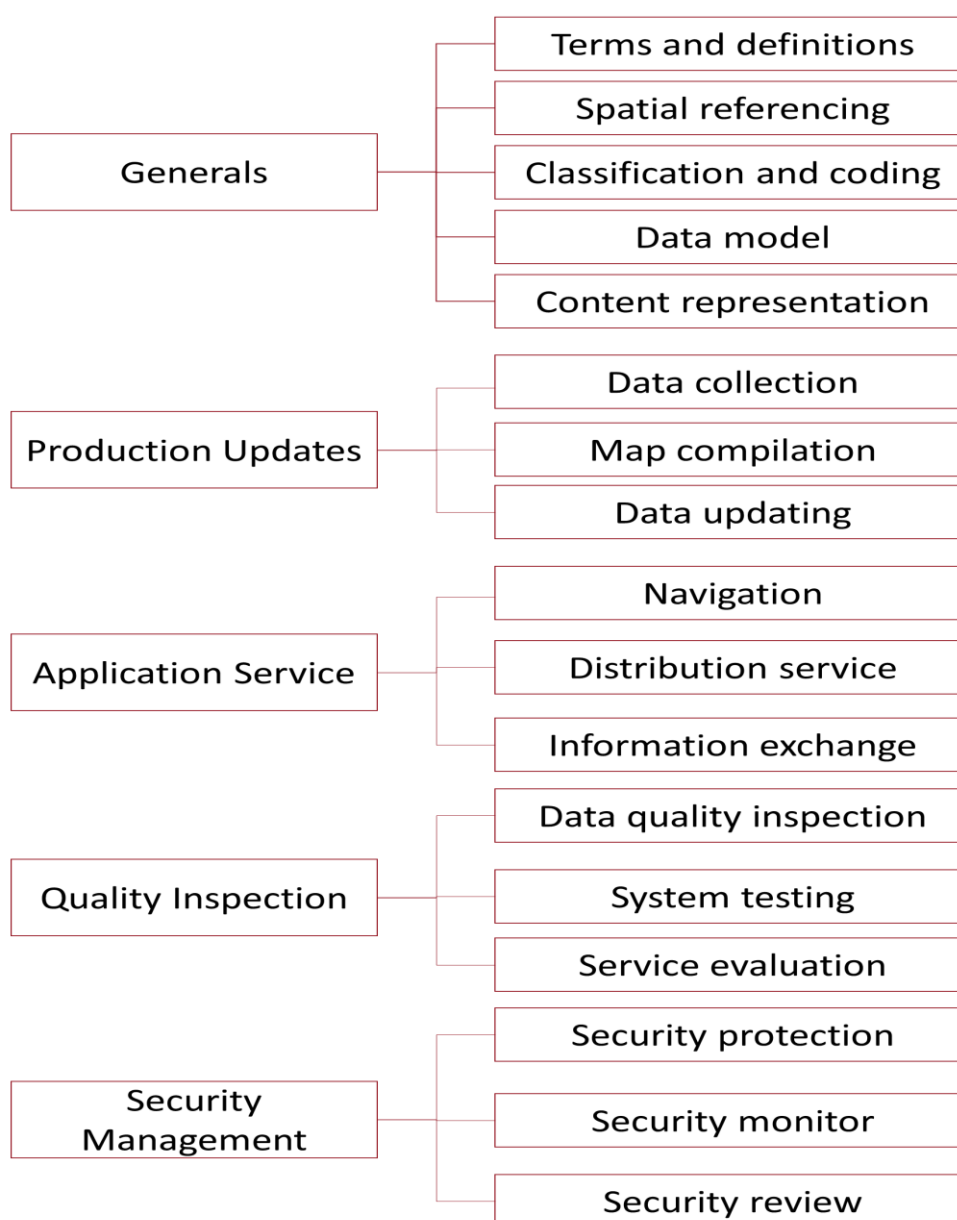 Generals
Terms and definitions
Spatial referencing
Classification and coding
Data model
Content representation
Production Updates
Data collection
Map compilation
Data updating
Application Service
Navigation
Distribution service
Information exchange
Quality Inspection
Data quality inspection
System testing
Service evaluation
Security
Management
Security protection
Security monitor
Security review